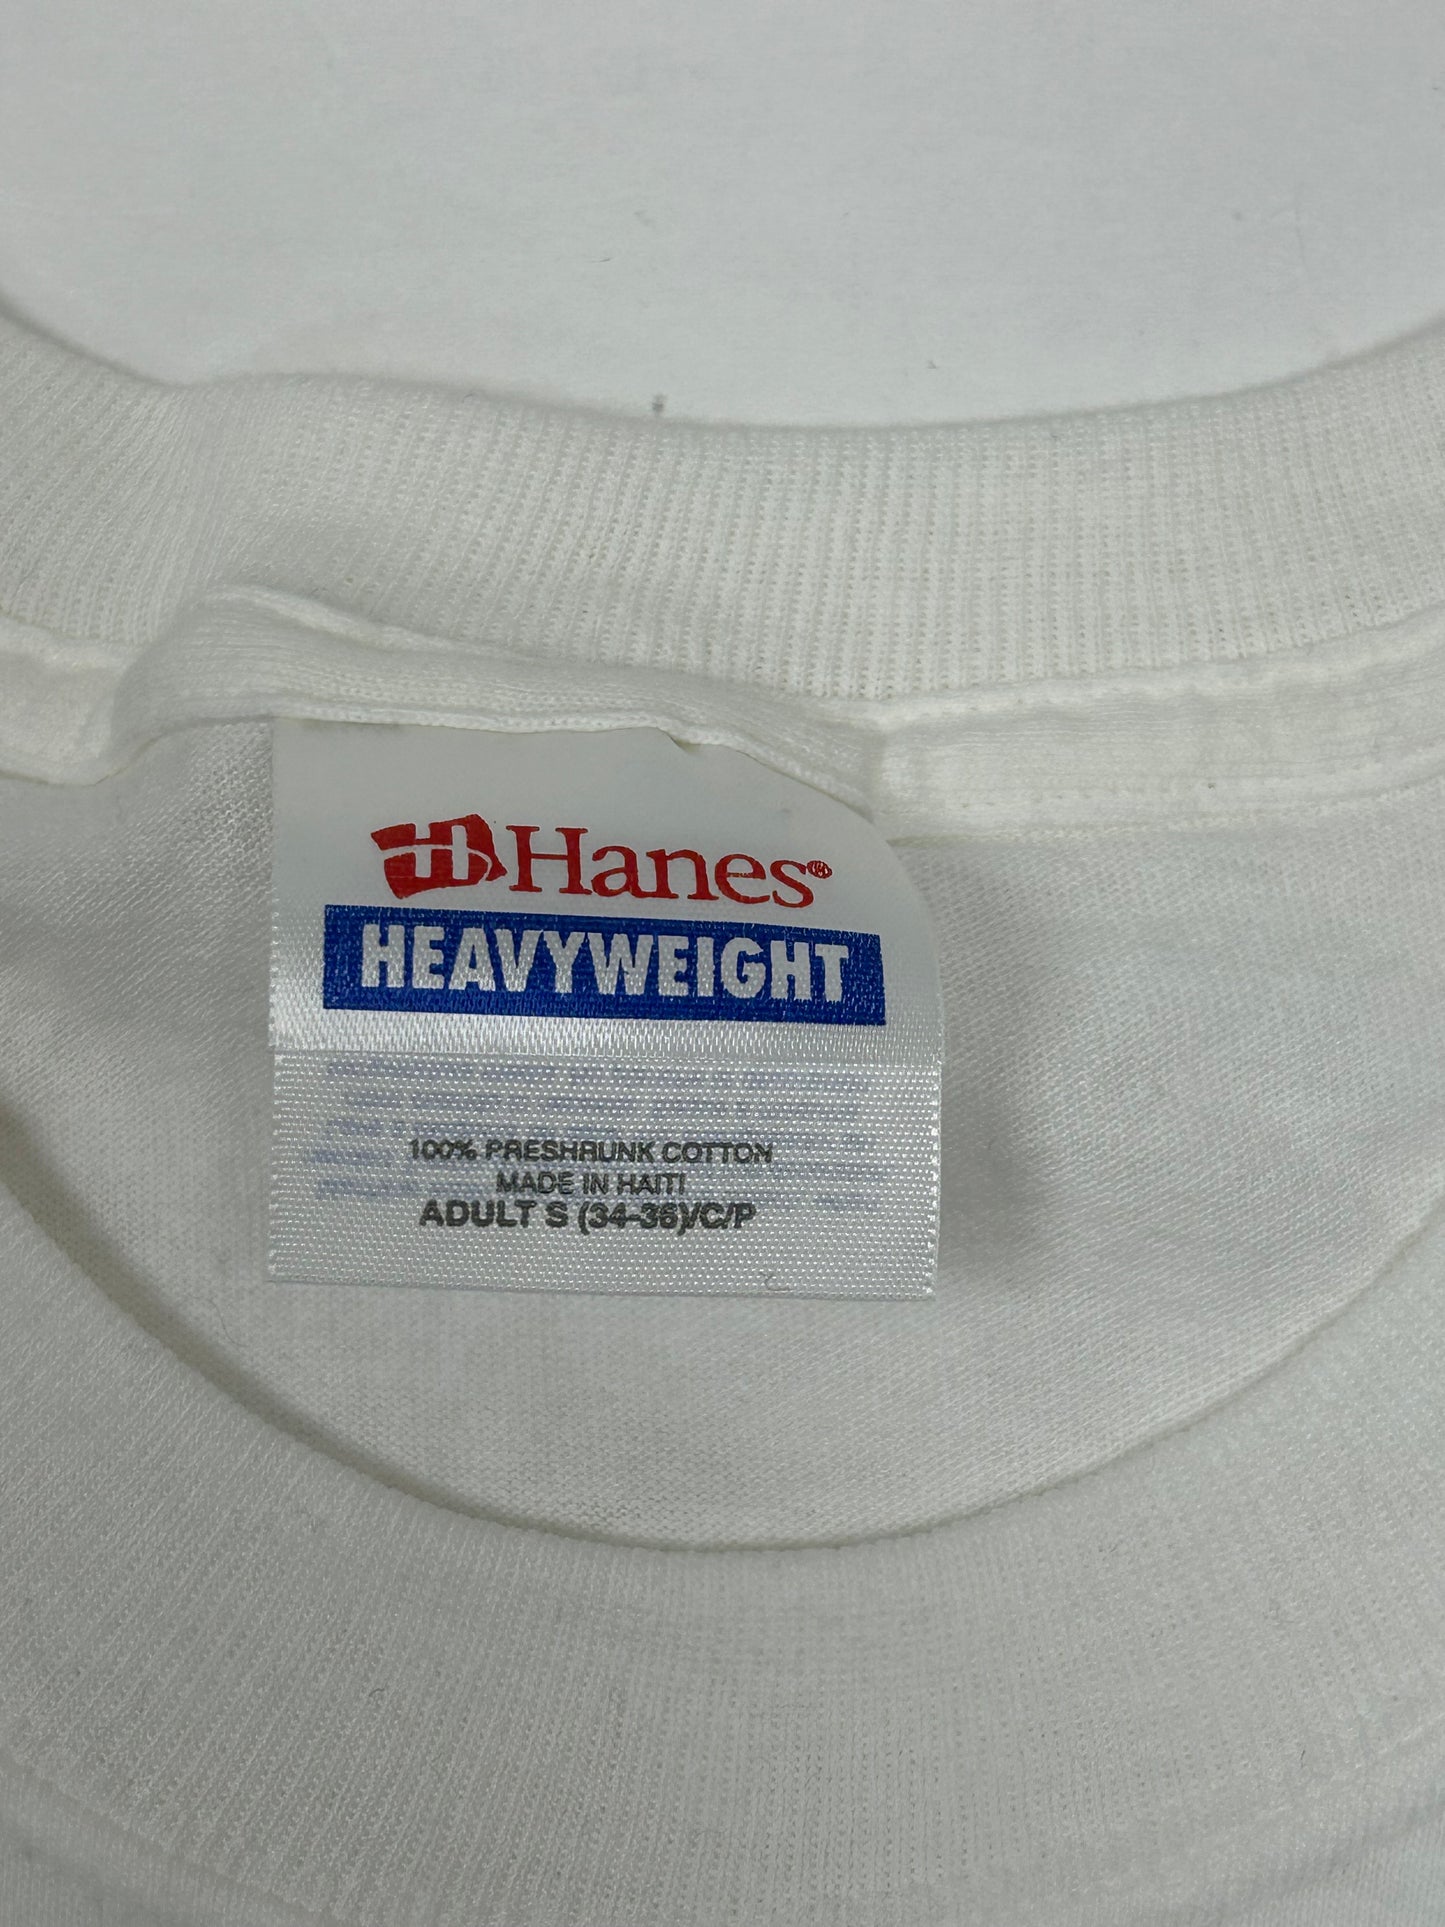 Hanes®
HEAVYWEIGHT
100% PRESHRUNK COTTON
MADE IN HAITI
ADULT S (34-36)/C/P